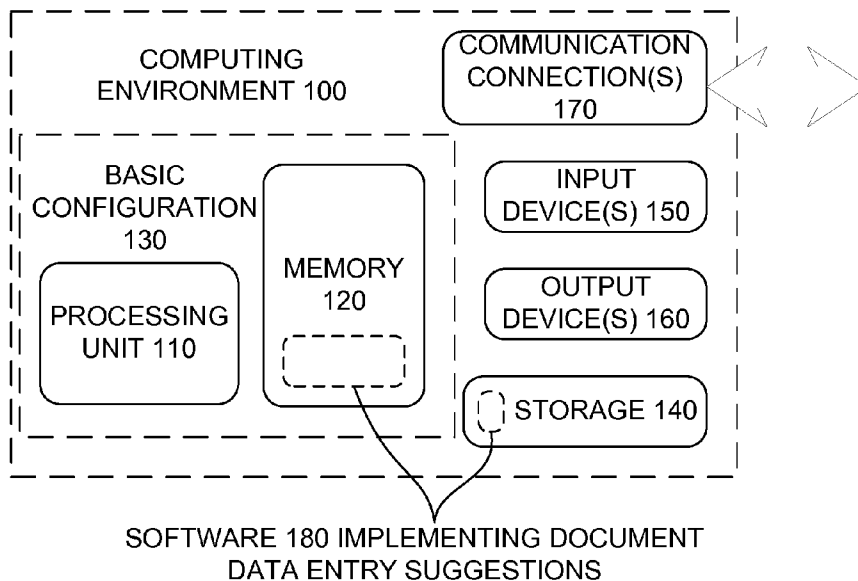 COMPUTING
ENVIRONMENT 100
COMMUNICATION
CONNECTION(S)
170
BASIC
CONFIGURATION
130
PROCESSING
UNIT 110
MEMORY
120
INPUT
DEVICE(S) 150
OUTPUT
DEVICE(S) 160
STORAGE 140
SOFTWARE 180 IMPLEMENTING DOCUMENT
DATA ENTRY SUGGESTIONS